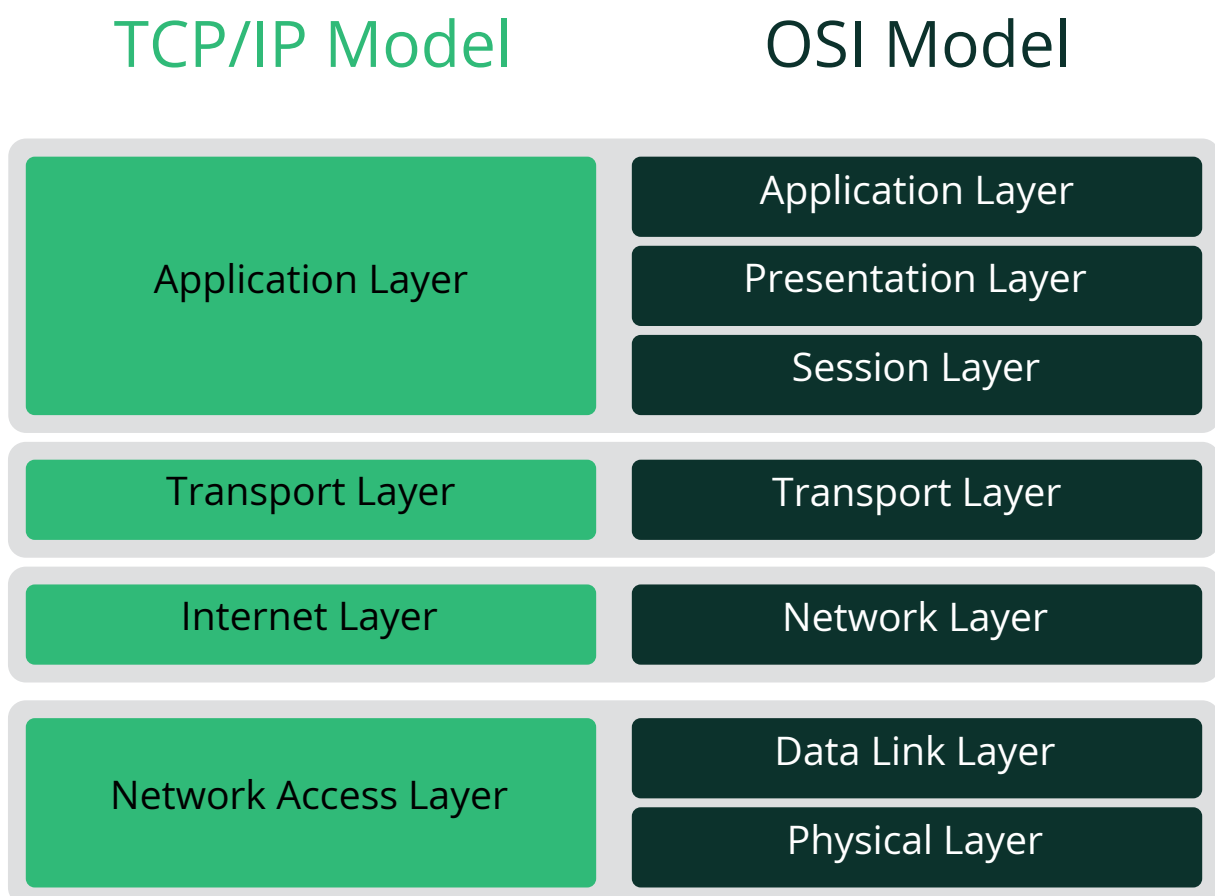 TCP/IP Model
OSI Model
Application Layer
Application Layer
Presentation Layer
Session Layer
Transport Layer
Transport Layer
Internet Layer
Network Layer
Network Access Layer
Data Link Layer
Physical Layer